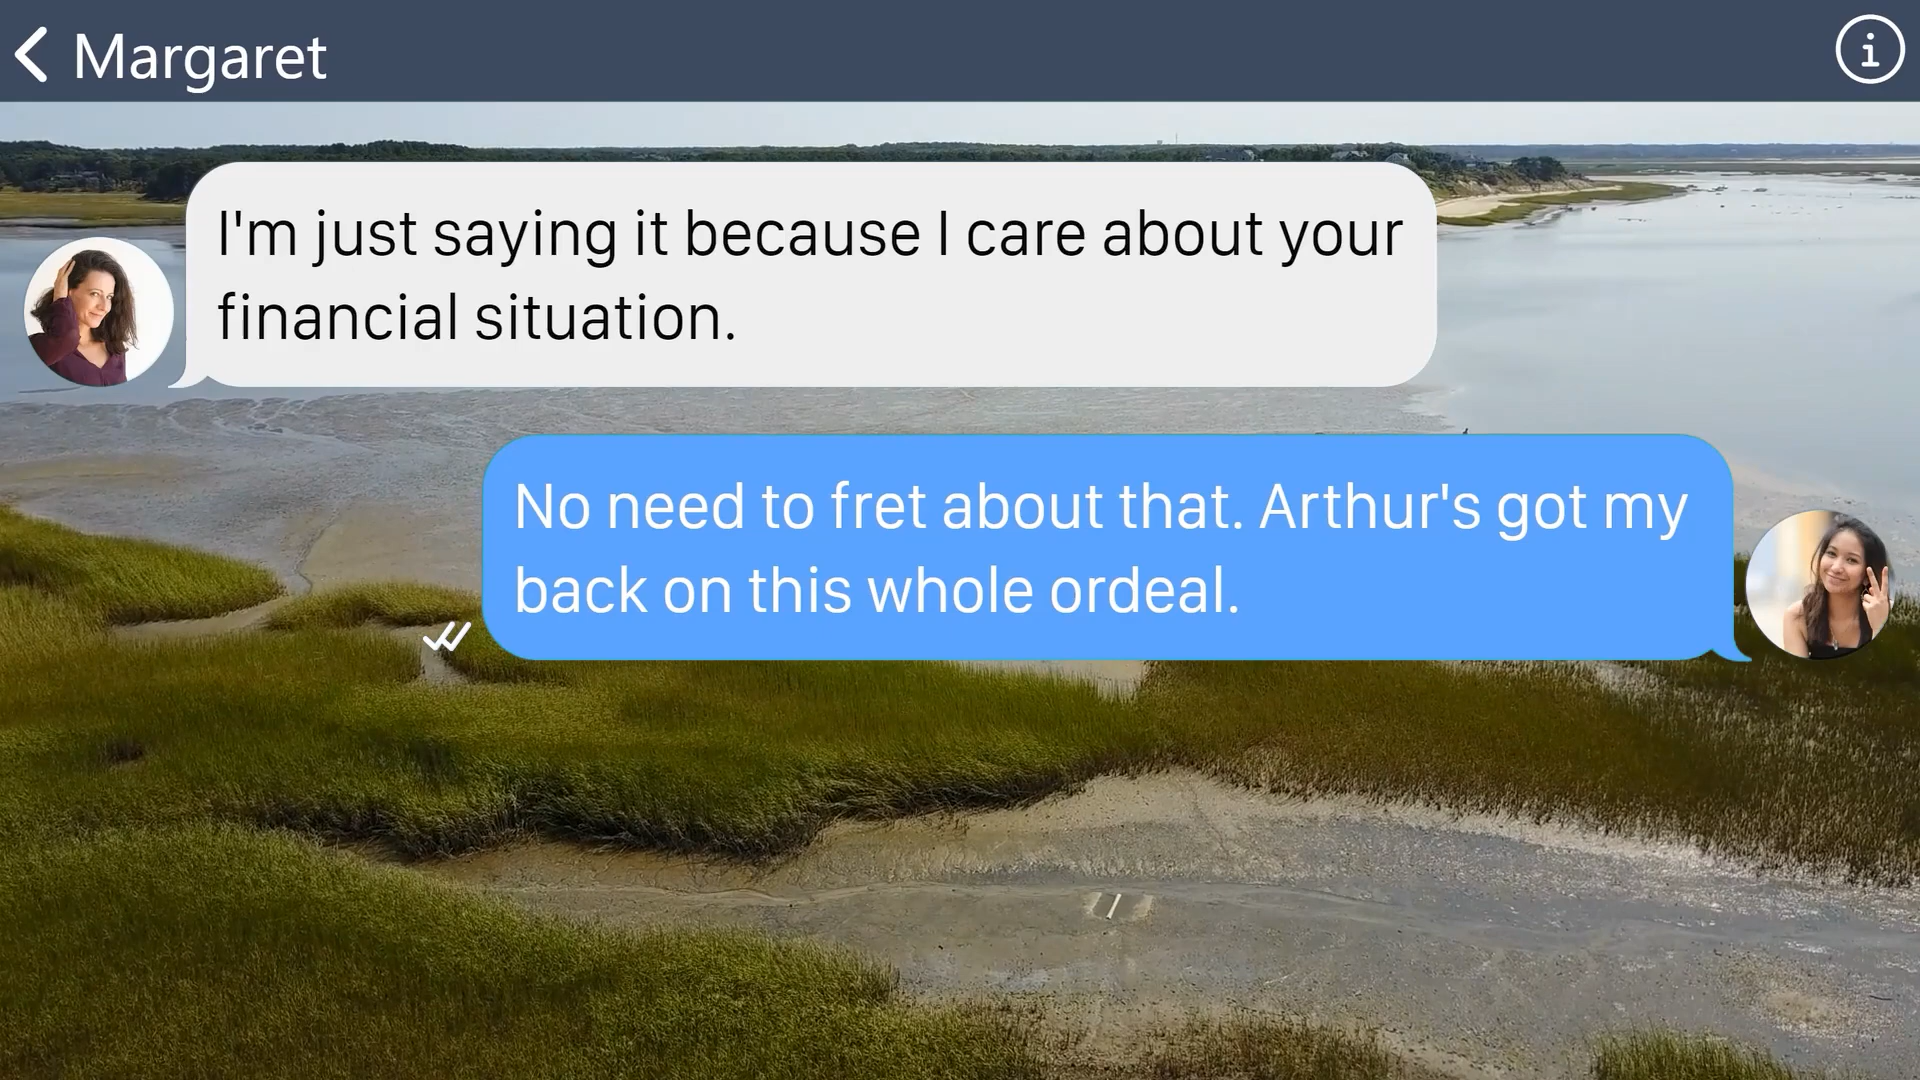 Margaret
I'm just saying it because I care about your
financial situation.
No need to fret about that. Arthur's got my
back on this whole ordeal.